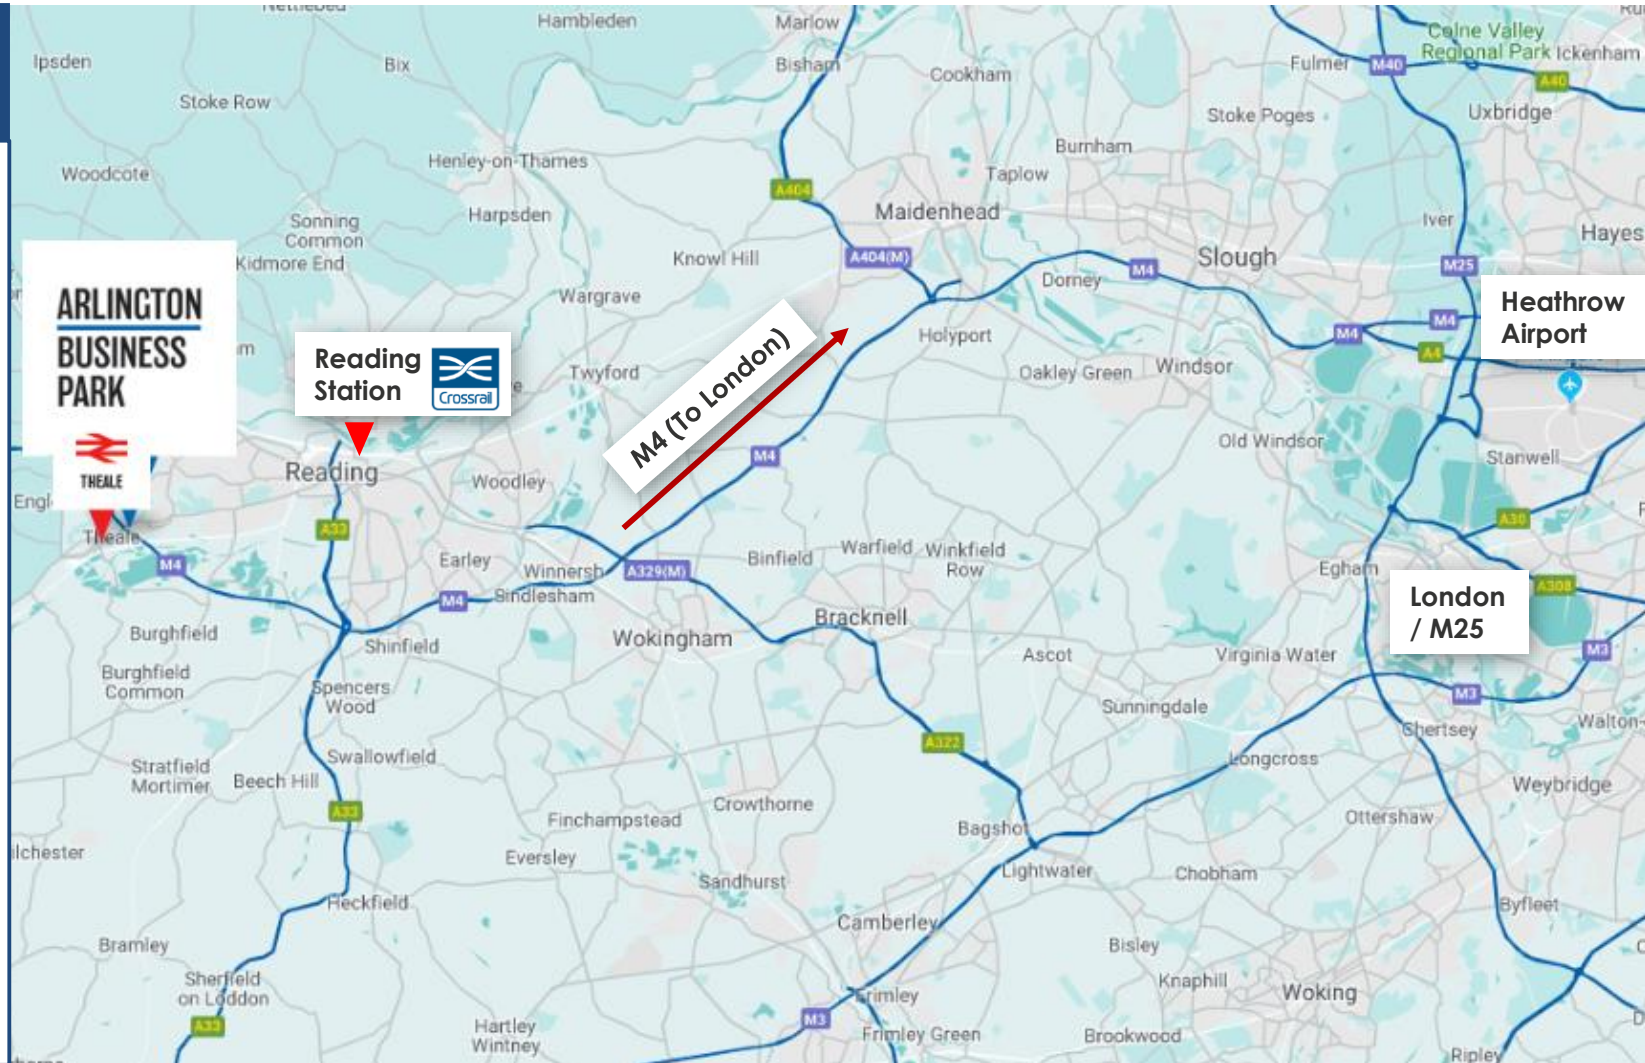 Nettlebed
Hambleden
Marlow
Colne Valley
Regional Park
Ickenham
Ipsden
Bix
Bisham
Cookham
Fulmer
M40
A40
Stoke Row
Stoke Poges
Uxbridge
Burnham
Woodcote
Henley-on-Thames
Taplow
A404
Maidenhead
Sonning
Common
Harpsden
Iver
Hayes
Kidmore End
Knowl Hill
A404(M)
Slough
M25
M4
Dorney
Wargrave
ARLINGTON
BUSINESS
PARK
Heathrow
Airport
M4
M4
A4
Holyport
Reading
Station
Crossrail
Twyford
M4 (To London)
Oakley Green
Windsor
Old Windsor
M4
Stanwell
THEALE
Reading
Woodley
A33
A30
Theale
M4
Earley
Winnersh
A329(M)
Binfield
Warfield
Winkfield
Row
Egham
A308
M4
Sindlesham
London
/ M25
Burghfield
Shinfield
Wokingham
Bracknell
Ascot
Virginia Water
M3
Burghfield
Common
Spencers
Wood
Sunningdale
M3
Chertsey
Walton-
A322
Swallowfield
Longcross
Stratfield
Mortimer
Beech Hill
Weybridge
A33
Crowthorne
Finchampstead
Bagshot
Ottershaw
ilchester
Eversley
Sandhurst
Lightwater
Chobham
Heckfield
Camberley
Byfleet
Bramley
Bisley
Sherfield
on Loddon
Knaphill
Woking
Frimley
A33
Hartley
Wintney
M3
Frimley Green
Brookwood
Ripley